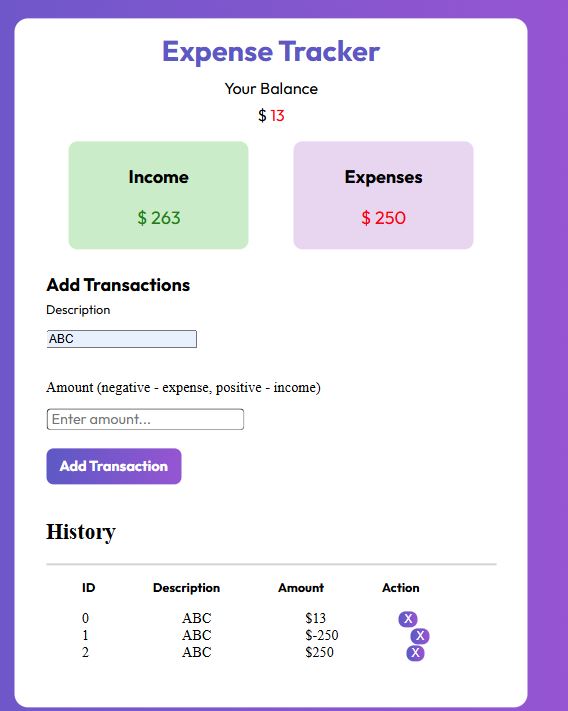 Expense Tracker
Your Balance
$ 13
Income Expenses
$ 263 $ 250
Add Transactions
Description
ABC
Amount (negative - expense, positive - income)
Enter amount...
Add Transaction
History
ID Description Amount Action
0 ABC $13 X
1 ABC $-250 X
2 ABC $250 X